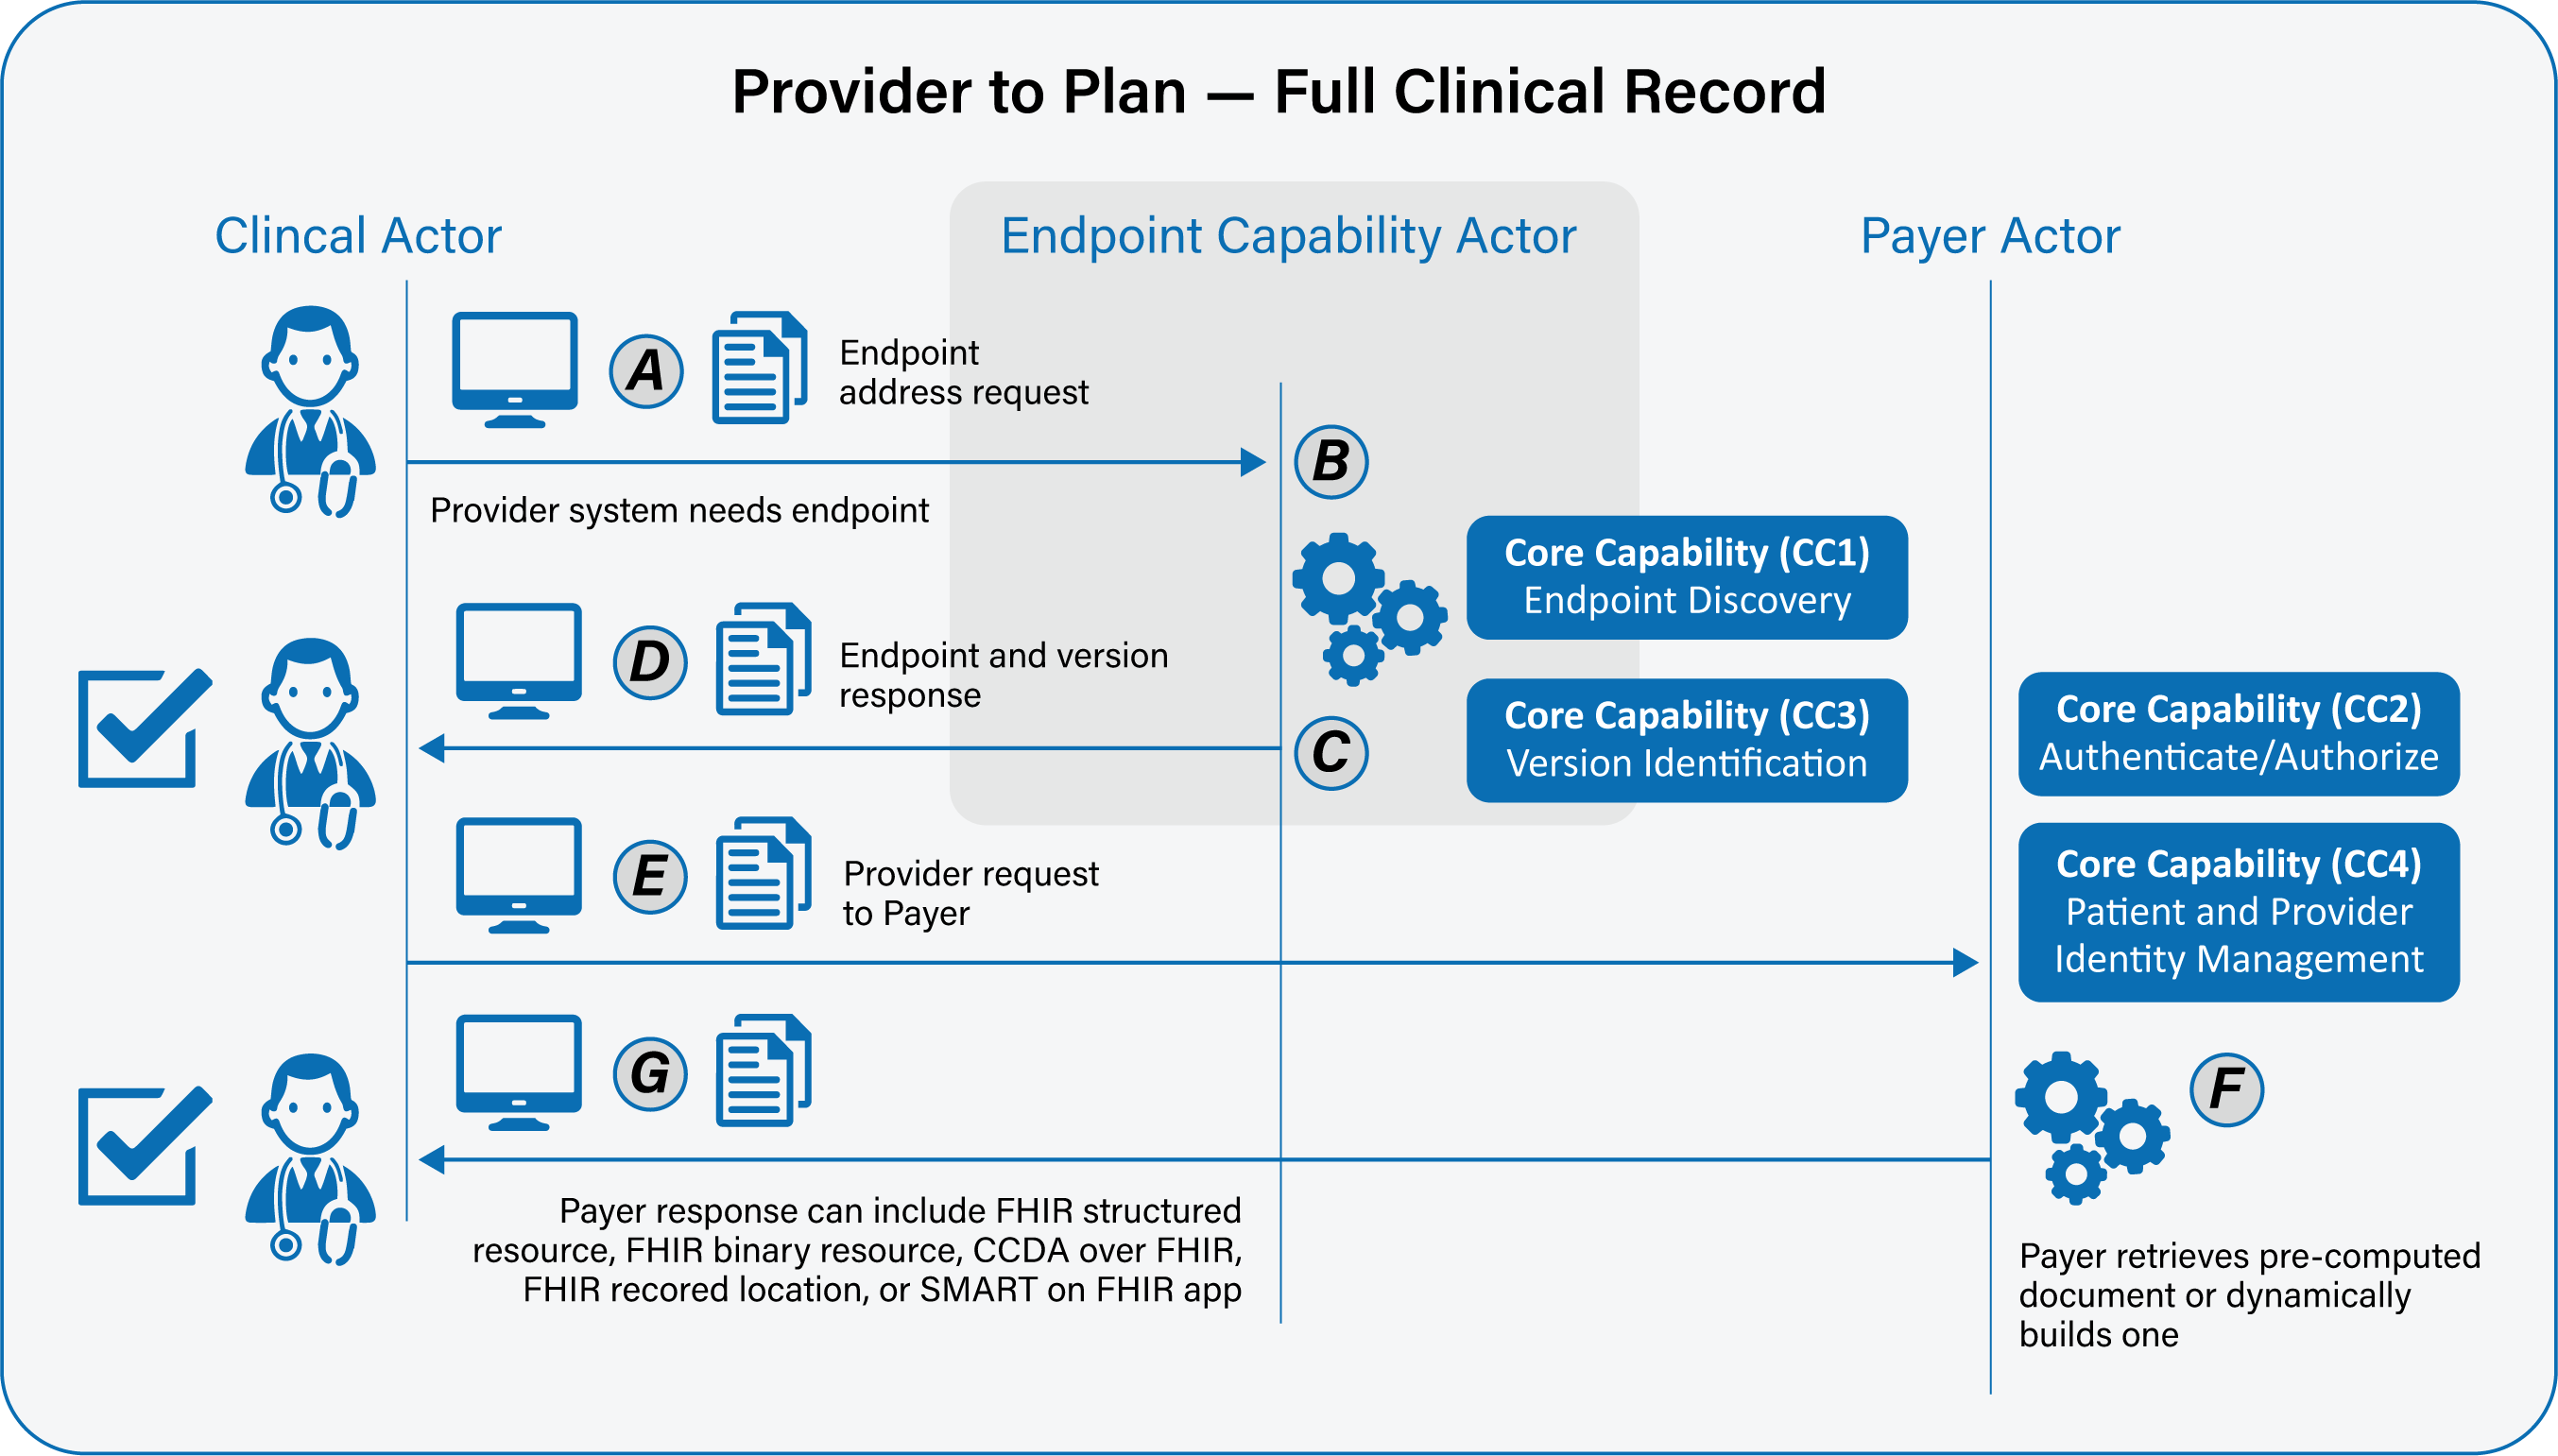 Provider to Plan — Full Clinical Record
Clincal Actor
Endpoint Capability Actor
Payer Actor
A
Endpoint
address request
B
Provider system needs endpoint
Core Capability (CC1)
Endpoint Discovery
D
Endpoint and version
response
C
Core Capability (CC3)
Version Identification
Core Capability (CC2)
Authenticate/Authorize
E
Provider request
to Payer
Core Capability (CC4)
Patient and Provider
Identity Management
G
F
Payer response can include FHIR structured
resource, FHIR binary resource, CCDA over FHIR,
FHIR recored location, or SMART on FHIR app
Payer retrieves pre-computed
document or dynamically
builds one